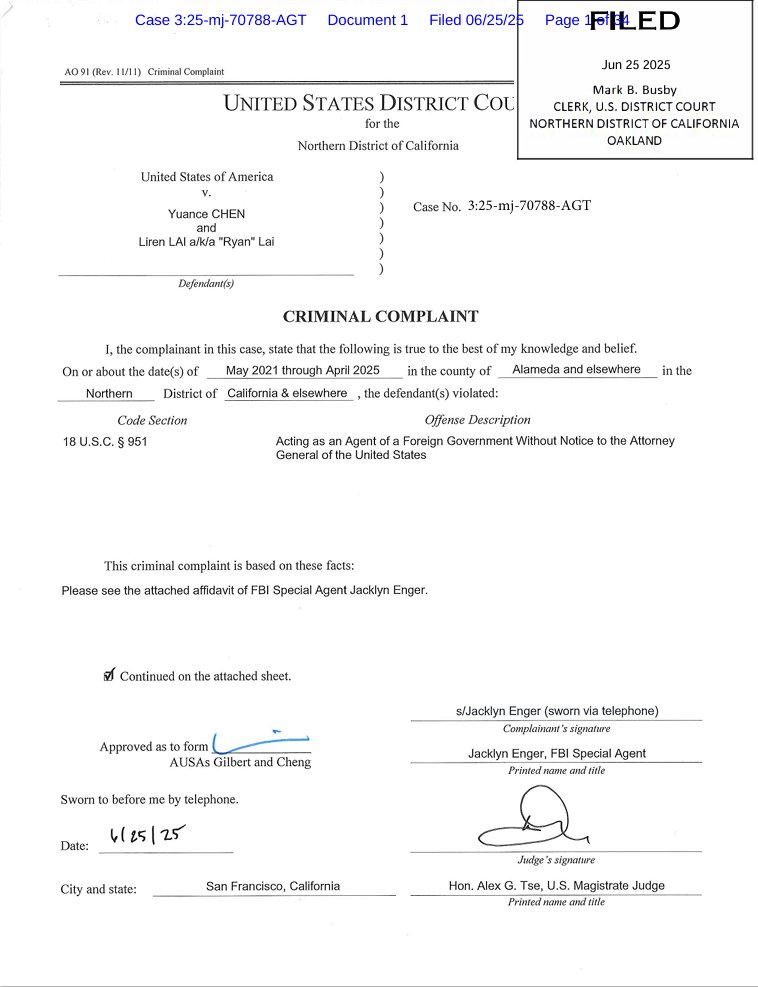 Case 3:25-mj-70788-AGT Document 1 Filed 06/25/25 Page 1 of 34
FILED
Jun 25 2025
Mark B. Busby
CLERK, U.S. DISTRICT COURT
NORTHERN DISTRICT OF CALIFORNIA
OAKLAND
AO 91 (Rev. 11/11) Criminal Complaint
UNITED STATES DISTRICT COU
for the
Northern District of California
United States of America
v.
Yuance CHEN
and
Liren LAI a/k/a "Ryan" Lai
Defendant(s)
)
)
)
)
)
)
)
Case No. 3:25-mj-70788-AGT
CRIMINAL COMPLAINT
I, the complainant in this case, state that the following is true to the best of my knowledge and belief.
On or about the date(s) of May 2021 through April 2025 in the county of Alameda and elsewhere in the
Northern District of California & elsewhere , the defendant(s) violated:
Code Section Offense Description
18 U.S.C. § 951 Acting as an Agent of a Foreign Government Without Notice to the Attorney
General of the United States
This criminal complaint is based on these facts:
Please see the attached affidavit of FBI Special Agent Jacklyn Enger.
Continued on the attached sheet.
s/Jacklyn Enger (sworn via telephone)
Complainant's signature
Approved as to form
AUSAs Gilbert and Cheng
Jacklyn Enger, FBI Special Agent
Printed name and title
Sworn to before me by telephone.
Date: 6/25/25
Judge's signature
City and state: San Francisco, California
Hon. Alex G. Tse, U.S. Magistrate Judge
Printed name and title